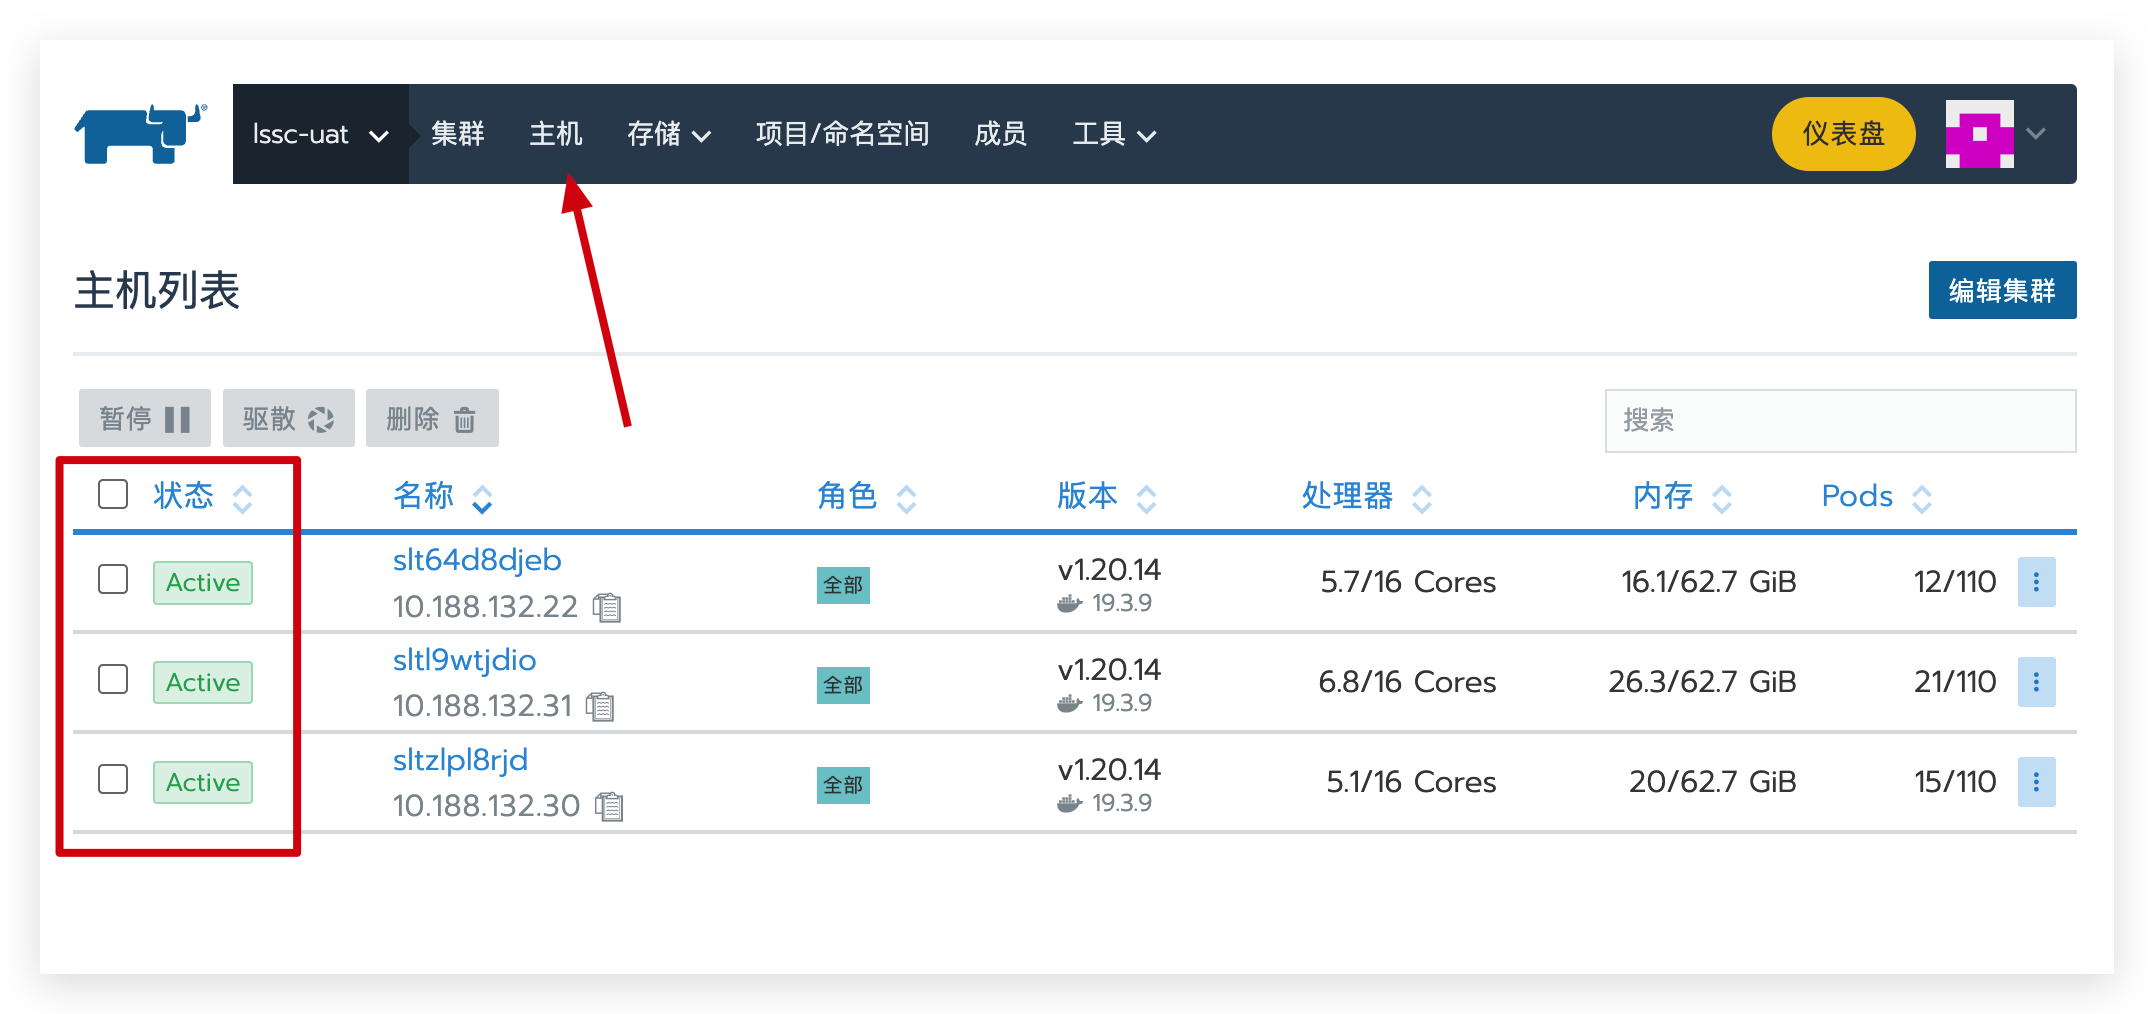 lssc-uat 集群 主机 存储 项目/命名空间 成员 工具 仪表盘
主机列表 编辑集群
暂停 驱散 删除 搜索
状态 名称 角色 版本 处理器 内存 Pods
Active slt64d8djeb 全部 v1.20.14 5.7/16 Cores 16.1/62.7 GiB 12/110
10.188.132.22 19.3.9
Active sltl9wtjdio 全部 v1.20.14 6.8/16 Cores 26.3/62.7 GiB 21/110
10.188.132.31 19.3.9
Active sltzlpl8rjd 全部 v1.20.14 5.1/16 Cores 20/62.7 GiB 15/110
10.188.132.30 19.3.9